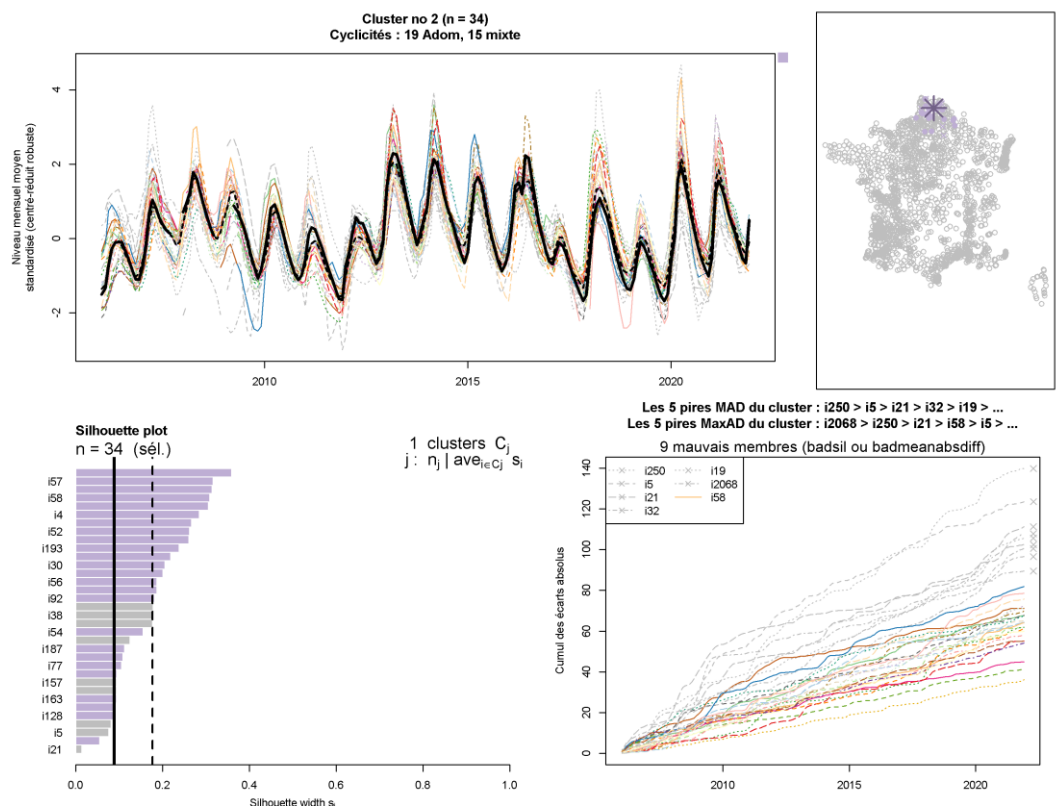 Cluster no 2 (n = 34)
Cyclicités : 19 Adom, 15 mixte
Niveau mensuel moyen
standardisé (centré-réduit robuste)
4
2
0
-2
2010
2015
2020
Les 5 pires MAD du cluster : i250 > i5 > i21 > i32 > i19 > ...
Les 5 pires MaxAD du cluster : i2068 > i250 > i21 > i58 > i5 > ...
Silhouette plot
n = 34 (sél.)
1 clusters Cj
j : nj | avei∈Cj si
i57
i58
i4
i52
i193
i30
i56
i92
i38
i54
i187
i77
i157
i163
i128
i5
i21
0.0
0.2
0.4
0.6
0.8
1.0
Silhouette width si
9 mauvais membres (badsil ou badmeanabsdiff)
i250
i5
i21
i32
i19
i2068
i58
Cumul des écarts absolus
140
120
100
80
60
40
20
0
2010
2015
2020